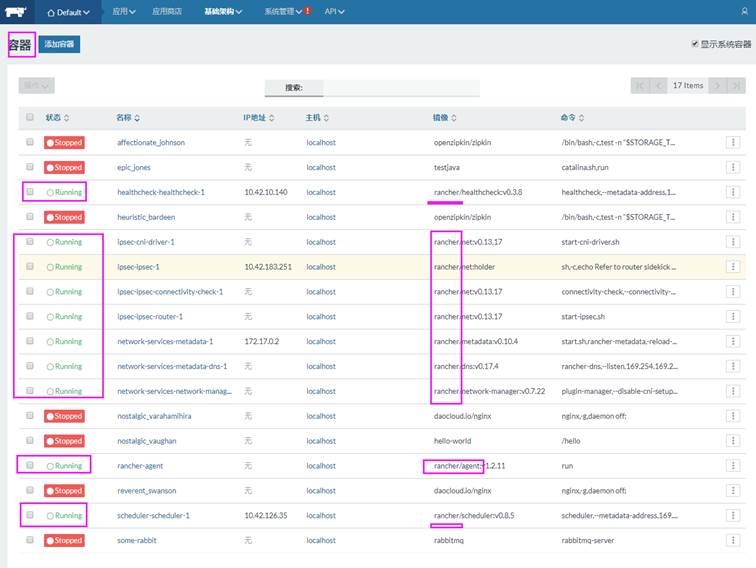 Default 应用 应用商店 基础架构 系统管理 ! API
容器 添加容器 显示系统容器
操作 搜索: 17 Items
状态 名称 IP地址 主机 镜像 命令
Stopped affectionate_johnson 无 localhost openzipkin/zipkin /bin/bash,-c,test -n "$STORAGE_T...
Stopped epic_jones 无 localhost testjava catalina.sh,run
Running healthcheck-healthcheck-1 10.42.10.140 localhost rancher/healthcheck:v0.3.8 healthcheck,--metadata-address,1...
Stopped heuristic_bardeen 无 localhost openzipkin/zipkin /bin/bash,-c,test -n "$STORAGE_T...
Running ipsec-cni-driver-1 无 localhost rancher/net:v0.13.17 start-cni-driver.sh
Running ipsec-ipsec-1 10.42.183.251 localhost rancher/net:holder sh,-c,echo Refer to router sidekick ...
Running ipsec-ipsec-connectivity-check-1 无 localhost rancher/net:v0.13.17 connectivity-check,--connectivity-...
Running ipsec-ipsec-router-1 无 localhost rancher/net:v0.13.17 start-ipsec.sh
Running network-services-metadata-1 172.17.0.2 localhost rancher/metadata:v0.10.4 start.sh,rancher-metadata,-reload-...
Running network-services-metadata-dns-1 无 localhost rancher/dns:v0.17.4 rancher-dns,--listen,169.254.169.2...
Running network-services-network-manag... 无 localhost rancher/network-manager:v0.7.22 plugin-manager,--disable-cni-setup...
Stopped nostalgic_varahamihira 无 localhost daocloud.io/nginx nginx,-g,daemon off;
Stopped nostalgic_vaughan 无 localhost hello-world /hello
Running rancher-agent 无 localhost rancher/agent:v1.2.11 run
Stopped reverent_swanson 无 localhost daocloud.io/nginx nginx,-g,daemon off;
Running scheduler-scheduler-1 10.42.126.35 localhost rancher/scheduler:v0.8.5 scheduler,--metadata-address,169....
Stopped some-rabbit 无 localhost rabbitmq rabbitmq-server